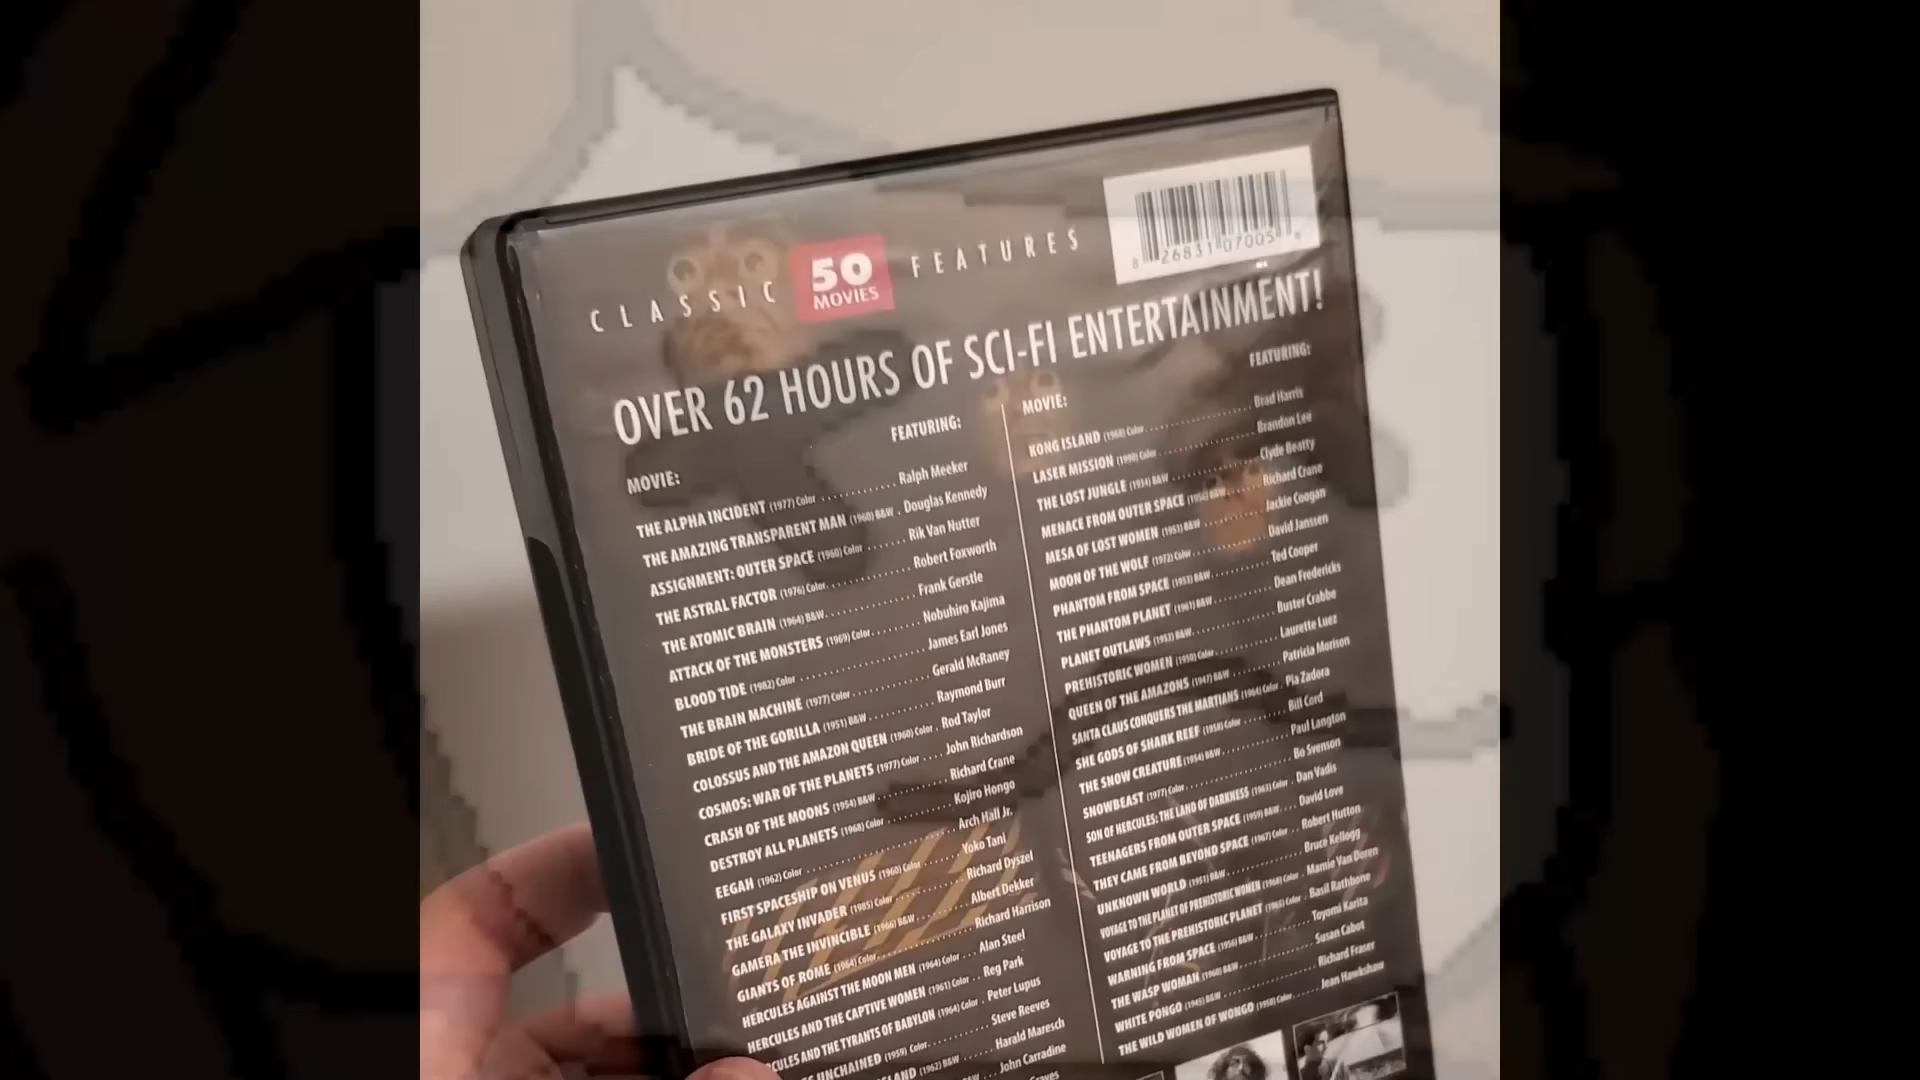 CLASSIC 50 MOVIES FEATURES
8 26831 07005
OVER 62 HOURS OF SCI-FI ENTERTAINMENT!
MOVIE: FEATURING:
THE ALPHA INCIDENT (1977) Color Ralph Meeker
THE AMAZING TRANSPARENT MAN (1960) B&W Douglas Kennedy
ASSIGNMENT: OUTER SPACE (1960) Color Rik Van Nutter
THE ASTRAL FACTOR (1976) Color Robert Foxworth
THE ATOMIC BRAIN (1964) B&W Frank Gerstle
ATTACK OF THE MONSTERS (1969) Color Nobuhiro Kajima
BLOOD TIDE (1982) Color James Earl Jones
THE BRAIN MACHINE (1977) Color Gerald McRaney
BRIDE OF THE GORILLA (1951) B&W Raymond Burr
COLOSSUS AND THE AMAZON QUEEN (1960) Color Rod Taylor
COSMOS: WAR OF THE PLANETS (1977) Color John Richardson
CRASH OF THE MOONS (1954) B&W Richard Crane
DESTROY ALL PLANETS (1968) Color Kojiro Hongo
EEGAH (1962) Color Arch Hall Jr.
FIRST SPACESHIP ON VENUS (1960) Color Yoko Tani
THE GALAXY INVADER (1985) Color Richard Dyszel
GAMERA THE INVINCIBLE (1966) B&W Albert Dekker
GIANTS OF ROME (1964) Color Richard Harrison
HERCULES AGAINST THE MOON MEN (1964) Color Alan Steel
HERCULES AND THE CAPTIVE WOMEN (1961) Color Reg Park
CULES AND THE TYRANTS OF BABYLON (1964) Color Peter Lupus
UNCHAINED (1959) Color Steve Reeves
(1962) B&W Harald Maresch
John Carradine
MOVIE: FEATURING:
KONG ISLAND (1968) Color Brad Harris
LASER MISSION (1990) Color Brandon Lee
THE LOST JUNGLE (1934) B&W Clyde Beatty
MENACE FROM OUTER SPACE (1956) B&W Richard Crane
MESA OF LOST WOMEN (1953) B&W Jackie Coogan
MOON OF THE WOLF (1972) Color David Janssen
PHANTOM FROM SPACE (1953) B&W Ted Cooper
THE PHANTOM PLANET (1961) B&W Dean Fredericks
PLANET OUTLAWS (1953) B&W Buster Crabbe
PREHISTORIC WOMEN (1950) Color Laurette Luez
QUEEN OF THE AMAZONS (1947) B&W Patricia Morison
SANTA CLAUS CONQUERS THE MARTIANS (1964) Color Pia Zadora
SHE GODS OF SHARK REEF (1958) Color Bill Cord
THE SNOW CREATURE (1954) B&W Paul Langton
SNOWBEAST (1977) Color Bo Svenson
SON OF HERCULES: THE LAND OF DARKNESS (1963) Color Dan Vadis
TEENAGERS FROM OUTER SPACE (1959) B&W David Love
THEY CAME FROM BEYOND SPACE (1967) Color Robert Hutton
UNKNOWN WORLD (1951) B&W Bruce Kellogg
VOYAGE TO THE PLANET OF PREHISTORIC WOMEN (1968) Color Mamie Van Doren
VOYAGE TO THE PREHISTORIC PLANET (1965) Color Basil Rathbone
WARNING FROM SPACE (1956) B&W Toyomi Karita
THE WASP WOMAN (1960) B&W Susan Cabot
WHITE PONGO (1945) B&W Richard Fraser
THE WILD WOMEN OF WONGO (1958) Color Jean Hawkshaw